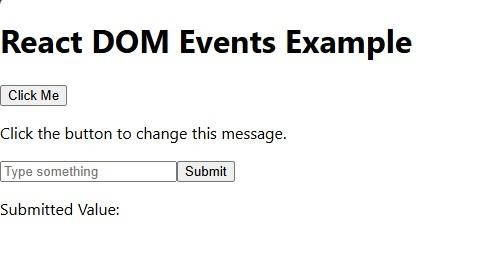 React DOM Events Example
Click Me
Click the button to change this message.
Type something Submit
Submitted Value: